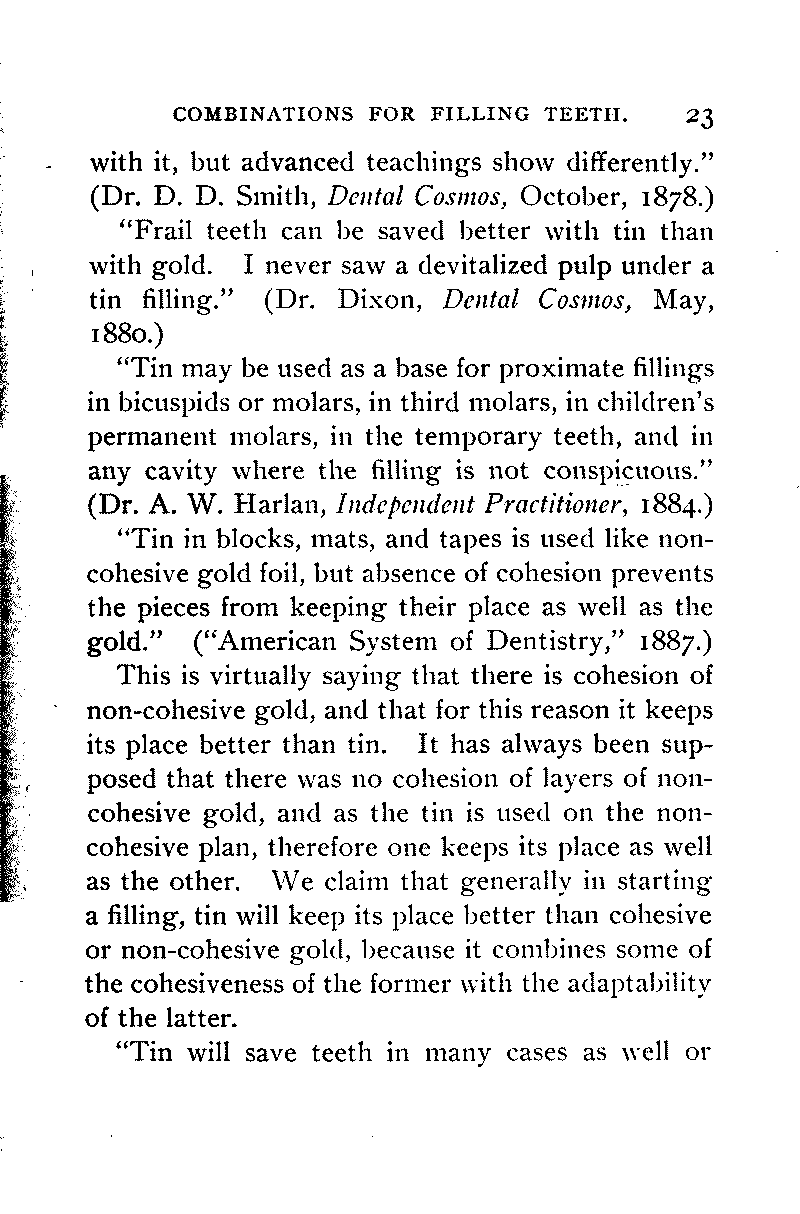 COMBINATIONS FOR FILLING TEETH. 23
with it, but advanced teachings show differently.”
(Dr. D. D. Smith, Dental Cosmos, October, 1878.)
“Frail teeth can be saved better with tin than
with gold. I never saw a devitalized pulp under a
tin filling.” (Dr. Dixon, Dental Cosmos, May,
1880.)
“Tin may be used as a base for proximate fillings
in bicuspids or molars, in third molars, in children’s
permanent molars, in the temporary teeth, and in
any cavity where the filling is not conspicuous.”
(Dr. A. W. Harlan, Independent Practitioner, 1884.)
“Tin in blocks, mats, and tapes is used like non-
cohesive gold foil, but absence of cohesion prevents
the pieces from keeping their place as well as the
gold.” (“American System of Dentistry,” 1887.)
This is virtually saying that there is cohesion of
non-cohesive gold, and that for this reason it keeps
its place better than tin. It has always been sup-
posed that there was no cohesion of layers of non-
cohesive gold, and as the tin is used on the non-
cohesive plan, therefore one keeps its place as well
as the other. We claim that generally in starting
a filling, tin will keep its place better than cohesive
or non-cohesive gold, because it combines some of
the cohesiveness of the former with the adaptability
of the latter.
“Tin will save teeth in many cases as well or